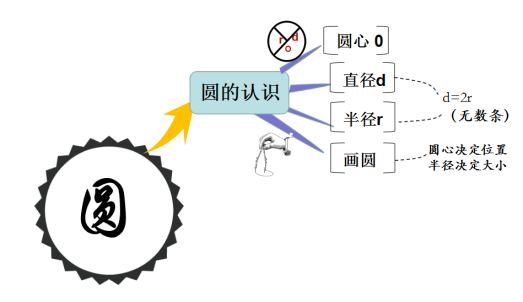 r d
o
圆心 0
直径d
圆的认识
d=2r
(无数条)
半径r
画圆
圆心决定位置
半径决定大小
圆